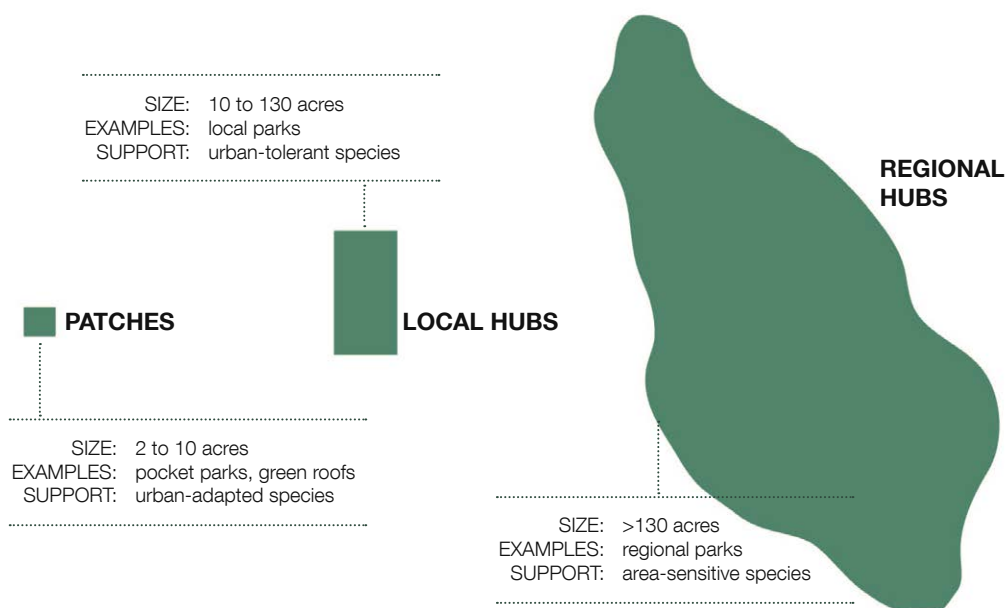 SIZE: 10 to 130 acres
EXAMPLES: local parks
SUPPORT: urban-tolerant species
REGIONAL
HUBS
PATCHES
LOCAL HUBS
SIZE: 2 to 10 acres
EXAMPLES: pocket parks, green roofs
SUPPORT: urban-adapted species
SIZE: >130 acres
EXAMPLES: regional parks
SUPPORT: area-sensitive species